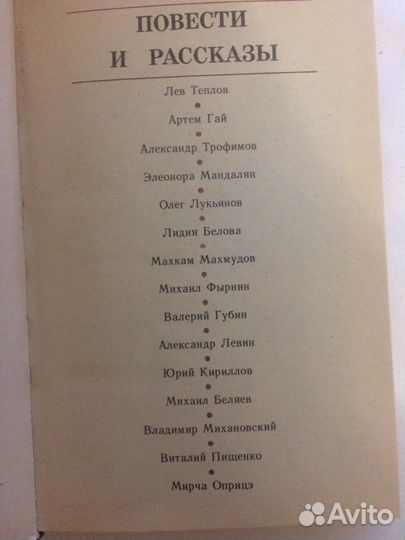 ПОВЕСТИ
И РАССКАЗЫ
Лев Теплов
Артем Гай
Александр Трофимов
Элеонора Мандалян
Олег Лукьянов
Лидия Белова
Махкам Махмудов
Михаил Фырнин
Валерий Губин
Александр Левин
Юрий Кириллов
Михаил Беляев
Владимир Михановский
Виталий Пищенко
Мирча Оприцэ
Avito